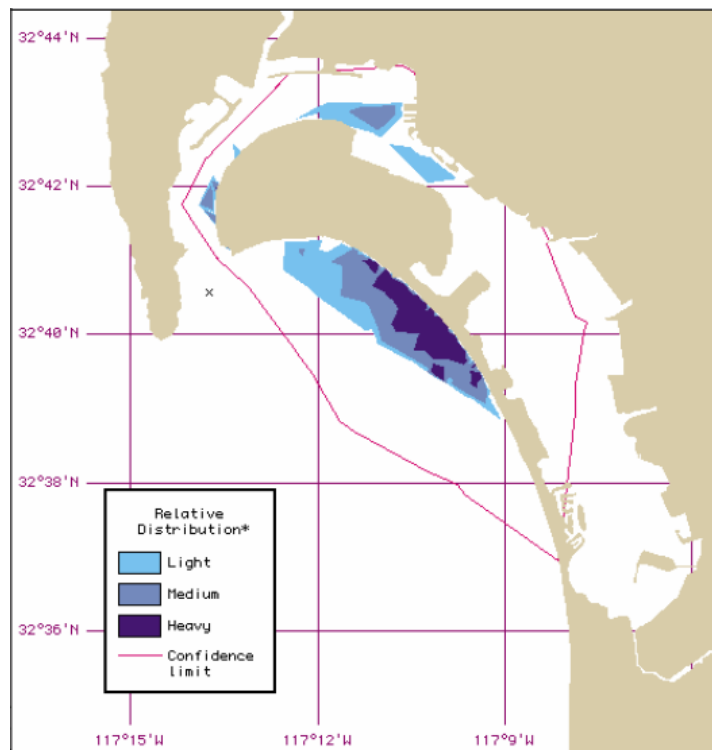 32°44'N
32°42'N
x
32°40'N
32°38'N
32°36'N
Relative
Distribution*
Light
Medium
Heavy
Confidence
limit
117°15'W
117°12'W
117°9'W